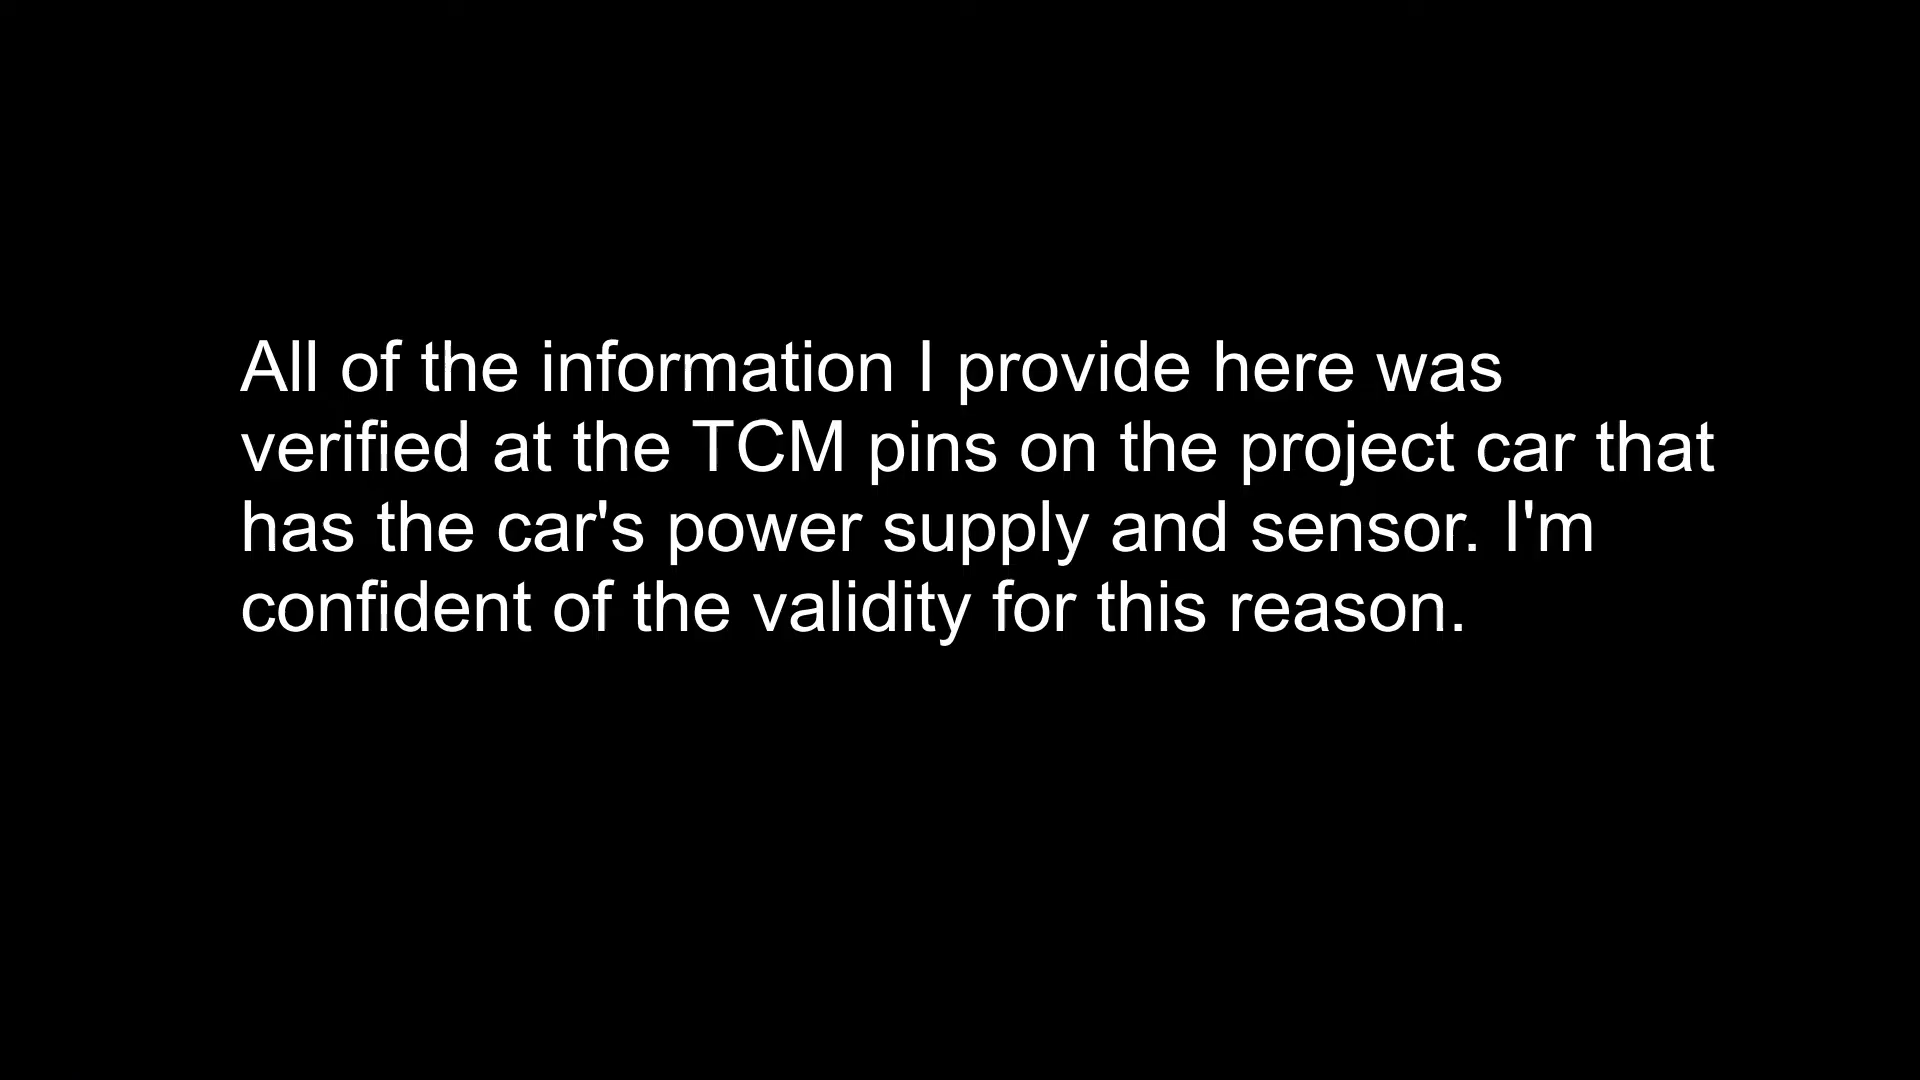 All of the information I provide here was
verified at the TCM pins on the project car that
has the car's power supply and sensor. I'm
confident of the validity for this reason.